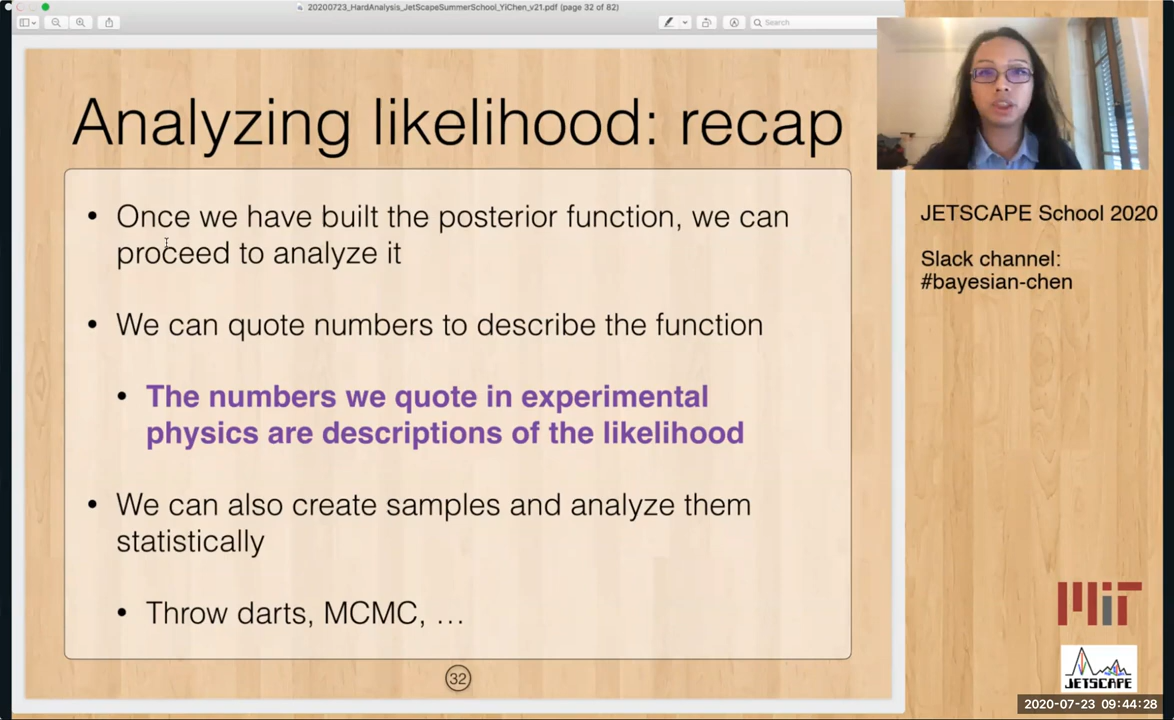 20200723_HardAnalysis_JetScapeSummerSchool_YiChen_v21.pdf (page 32 of 82)
Search
Analyzing likelihood: recap
• Once we have built the posterior function, we can
proceed to analyze it
• We can quote numbers to describe the function
• The numbers we quote in experimental
physics are descriptions of the likelihood
• We can also create samples and analyze them
statistically
• Throw darts, MCMC, …
32
JETSCAPE School 2020
Slack channel:
#bayesian-chen
MIT
JETSCAPE
2020-07-23 09:44:28